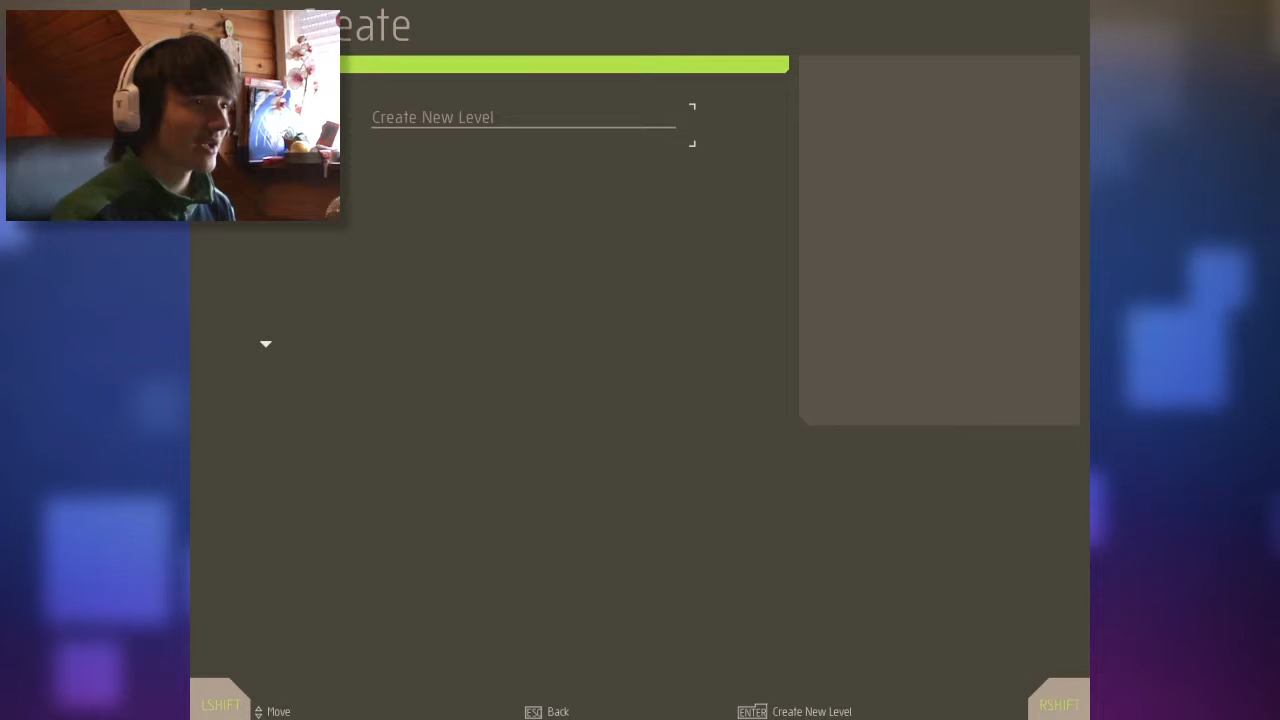 eate
Create New Level
LSHIFT
Move
ESC Back
ENTER Create New Level
RSHIFT